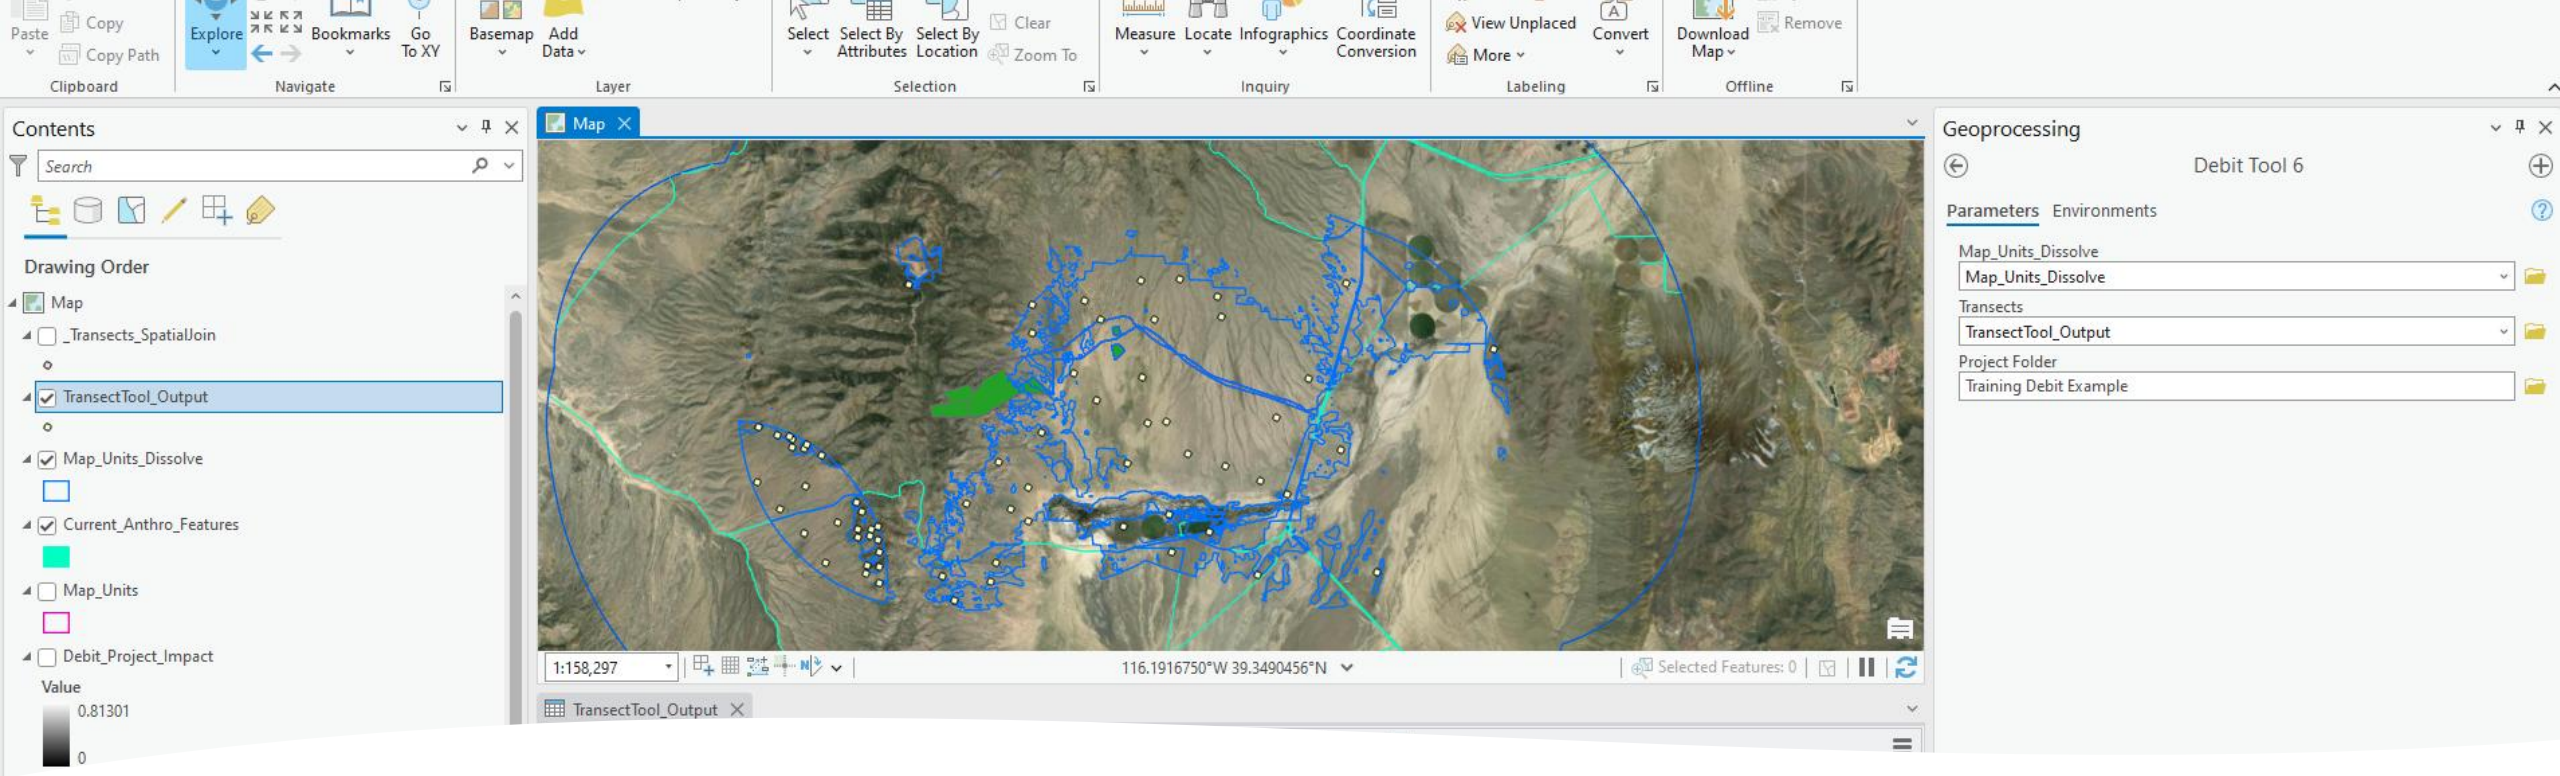 Paste
Copy
Copy Path
Clipboard
Explore
Bookmarks
Go
To XY
Navigate
Basemap
Add
Data
Layer
Select
Select By
Attributes
Select By
Location
Clear
Zoom To
Selection
Measure
Locate
Infographics
Coordinate
Conversion
Inquiry
View Unplaced
More
Convert
Labeling
Download
Map
Remove
Offline
Contents
Search
Drawing Order
Map
_Transects_SpatialJoin
TransectTool_Output
Map_Units_Dissolve
Current_Anthro_Features
Map_Units
Debit_Project_Impact
Value
0.81301
0
Map
1:158,297
116.1916750°W 39.3490456°N
Selected Features: 0
TransectTool_Output
Geoprocessing
Debit Tool 6
Parameters Environments
Map_Units_Dissolve
Map_Units_Dissolve
Transects
TransectTool_Output
Project Folder
Training Debit Example